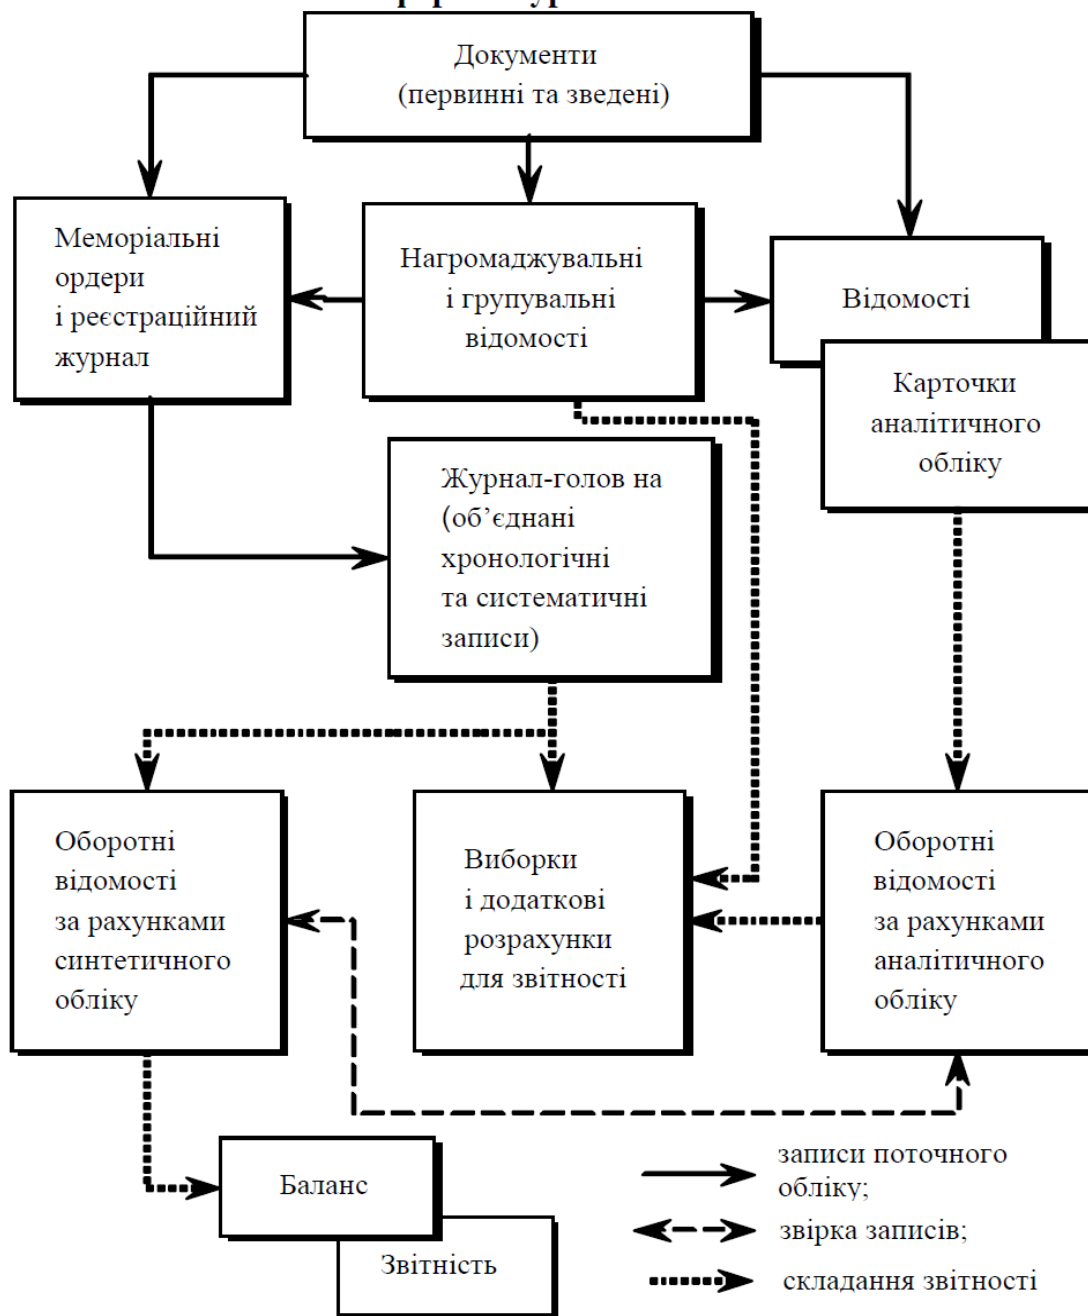 Документи
(первинні та зведені)
Меморіальні
ордери
і реєстраційний
журнал
Нагромаджувальні
і групувальні
відомості
Відомості
Карточки
аналітичного
обліку
Журнал-голов на
(об’єднані
хронологічні
та систематичні
записи)
Оборотні
відомості
за рахунками
синтетичного
обліку
Виборки
і додаткові
розрахунки
для звітності
Оборотні
відомості
за рахунками
аналітичного
обліку
Баланс
Звітність
записи поточного
обліку;
звірка записів;
складання звітності